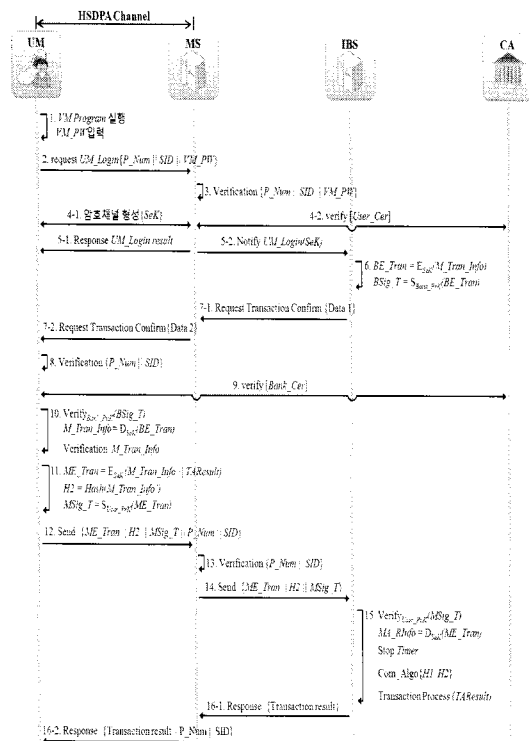 HSDPA Channel
UM MS IBS CA
1. VM Program 실행
VM_PW입력
2. request UM_Login{P_Num || SID || VM_PW}
3. Verification {P_Num || SID || VM_PW}
4-1. 암호채널 형성{SeK}
4-2. verify [User_Cer]
5-1. Response UM_Login result
5-2. Notify UM_Login{SeK}
6. BE_Tran = E_SeK(M_Tran_Info)
BSig_T = S_Bank_PrK(BE_Tran)
7-1. Request Transaction Confirm {Data 1}
7-2. Request Transaction Confirm{Data 2}
8. Verification {P_Num || SID}
9. verify [Bank_Cer]
10. Verify(BSig_T)
M_Tran_Info = D_SeK(BE_Tran)
Verification M_Tran_Info
11. ME_Tran = E_SeK(M_Tran_Info || TAResult)
H2 = Hash(M_Tran_Info')
MSig_T = S_User_PrK(ME_Tran)
12. Send {ME_Tran || H2 || MSig_T || P_Num || SID}
13. Verification {P_Num || SID}
14. Send {ME_Tran || H2 || MSig_T}
15. Verify(MSig_T)
MA_RInfo = D_SeK(ME_Tran)
Stop Timer
Com_Algo{H1 H2}
Transaction Process (TAResult)
16-1. Response {Transaction result}
16-2. Response {Transaction result || P_Num || SID}